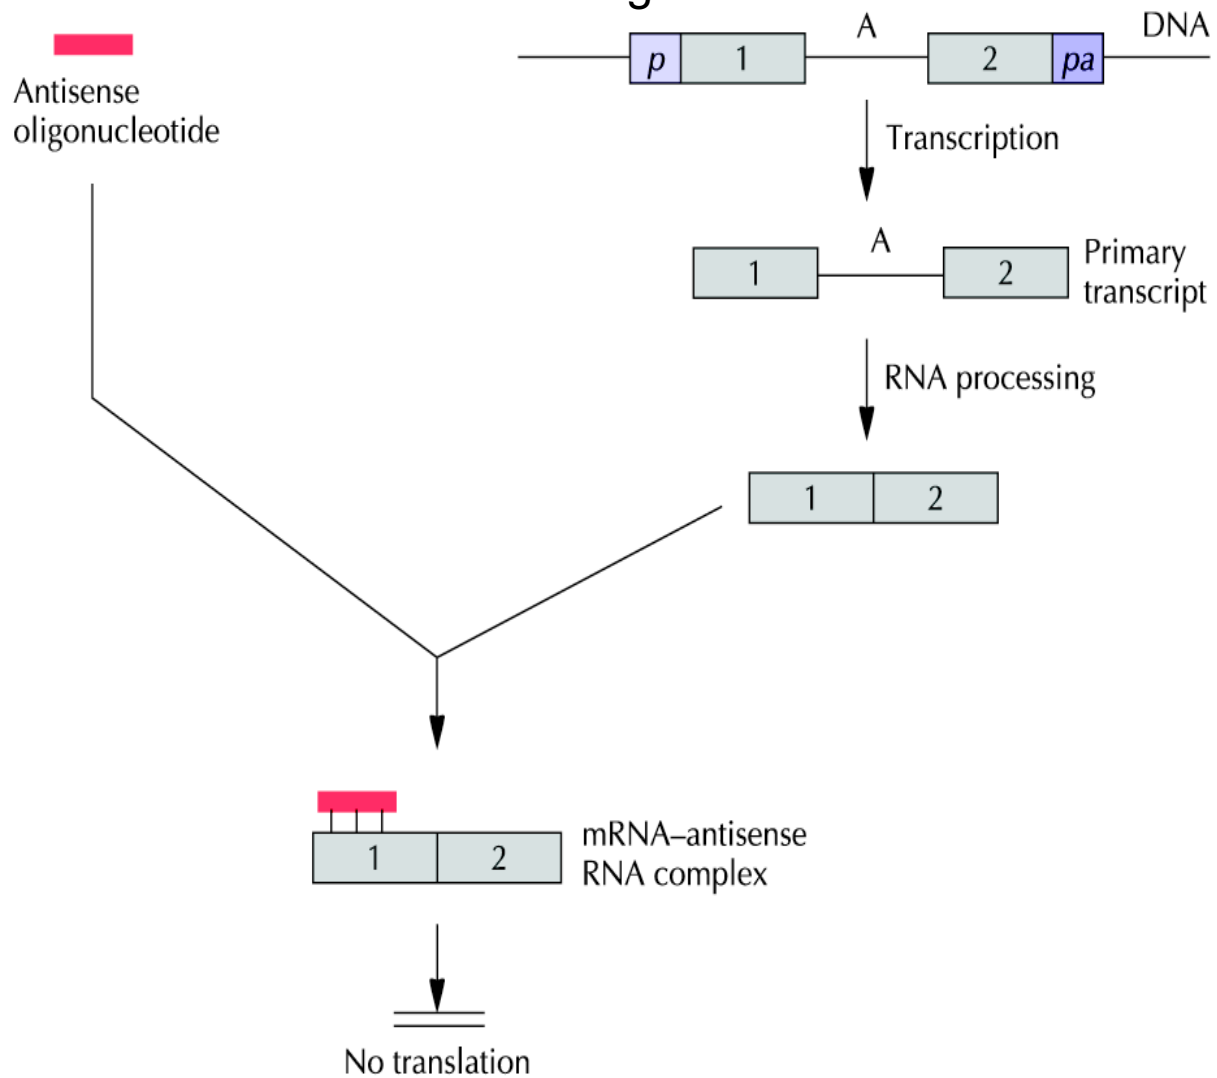 g
Antisense
oligonucleotide
p 1 A 2 pa DNA
Transcription
1 A 2 Primary
transcript
RNA processing
1 2
1 2 mRNA–antisense
RNA complex
No translation